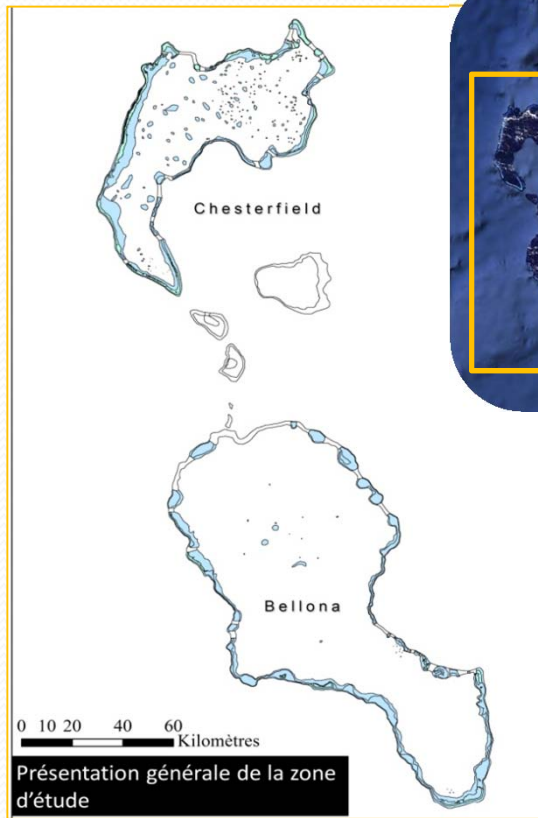 Chesterfield
Bellona
0 10 20 40 60
Kilomètres
Présentation générale de la zone
d'étude